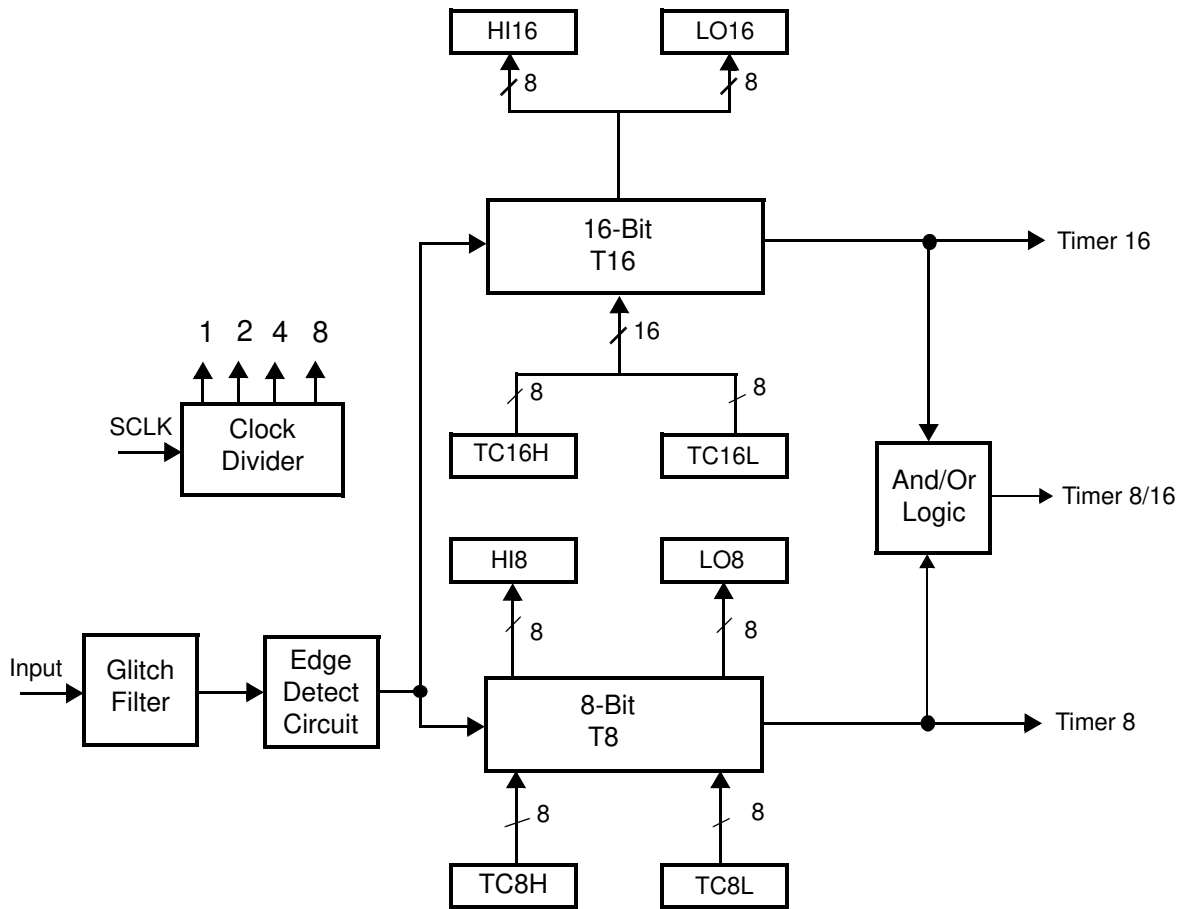 HI16
LO16
8
8
16-Bit
T16
Timer 16
16
1 2 4 8
8
8
SCLK
Clock
Divider
TC16H
TC16L
And/Or
Logic
Timer 8/16
HI8
LO8
8
8
Input
Glitch
Filter
Edge
Detect
Circuit
8-Bit
T8
Timer 8
8
8
TC8H
TC8L